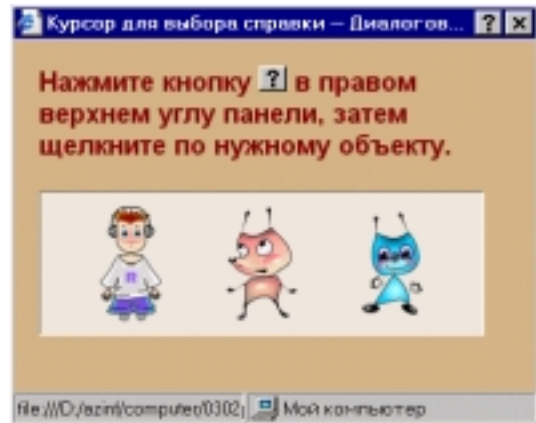 Курсор для выбора справки – Диалогов...
Нажмите кнопку ? в правом
верхнем углу панели, затем
щелкните по нужному объекту.
R
file:///D:/azinf/computer/0302 Мой компьютер